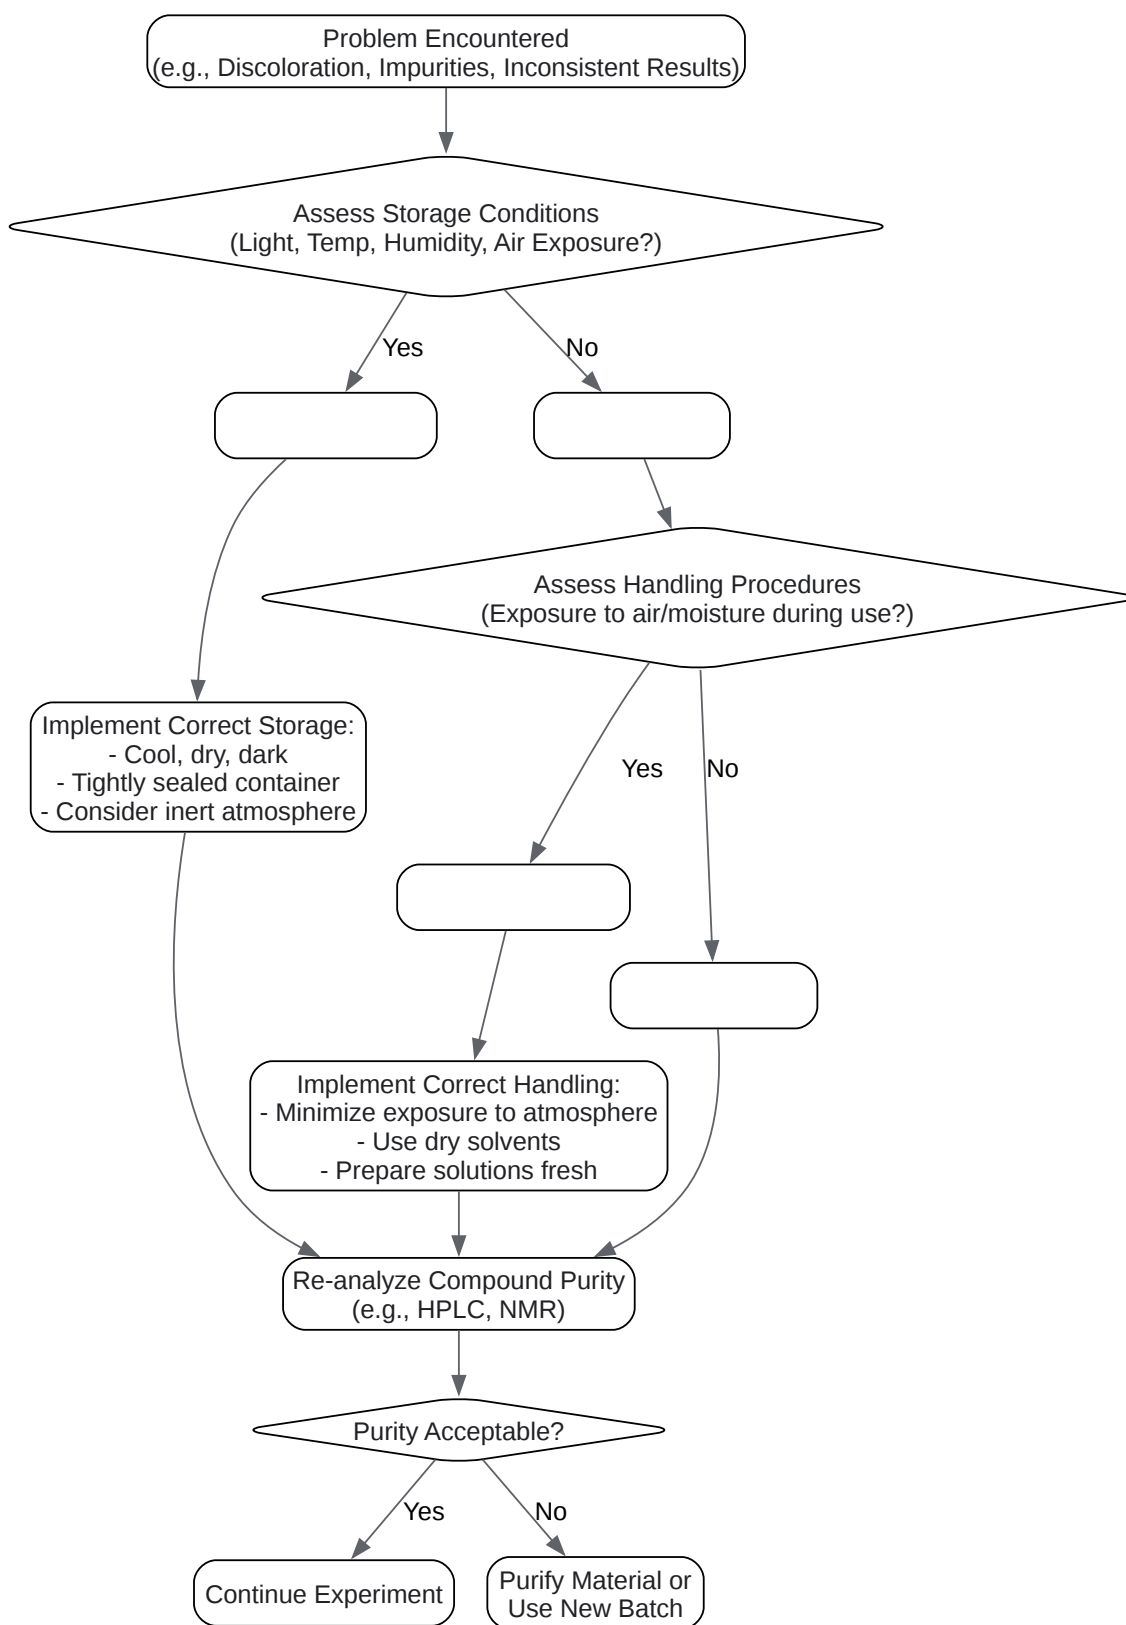 Problem Encountered
(e.g., Discoloration, Impurities, Inconsistent Results)
Assess Storage Conditions
(Light, Temp, Humidity, Air Exposure?)
Yes
No
Assess Handling Procedures
(Exposure to air/moisture during use?)
Implement Correct Storage:
- Cool, dry, dark
- Tightly sealed container
- Consider inert atmosphere
Yes
No
Implement Correct Handling:
- Minimize exposure to atmosphere
- Use dry solvents
- Prepare solutions fresh
Re-analyze Compound Purity
(e.g., HPLC, NMR)
Purity Acceptable?
Yes
No
Continue Experiment
Purify Material or
Use New Batch